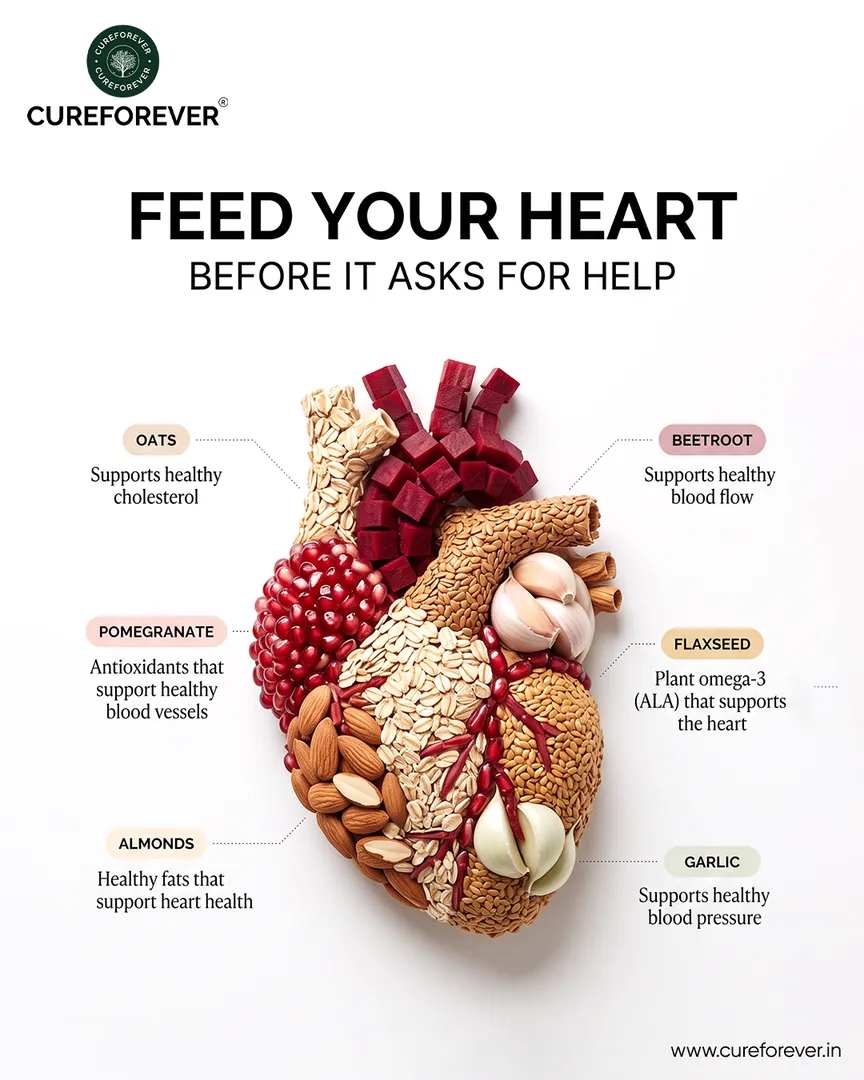 CUREFOREVER
CUREFOREVER
CUREFOREVER®
FEED YOUR HEART
BEFORE IT ASKS FOR HELP
OATS
Supports healthy
cholesterol
BEETROOT
Supports healthy
blood flow
POMEGRANATE
Antioxidants that
support healthy
blood vessels
FLAXSEED
Plant omega-3
(ALA) that supports
the heart
ALMONDS
Healthy fats that
support heart health
GARLIC
Supports healthy
blood pressure
www.cureforever.in